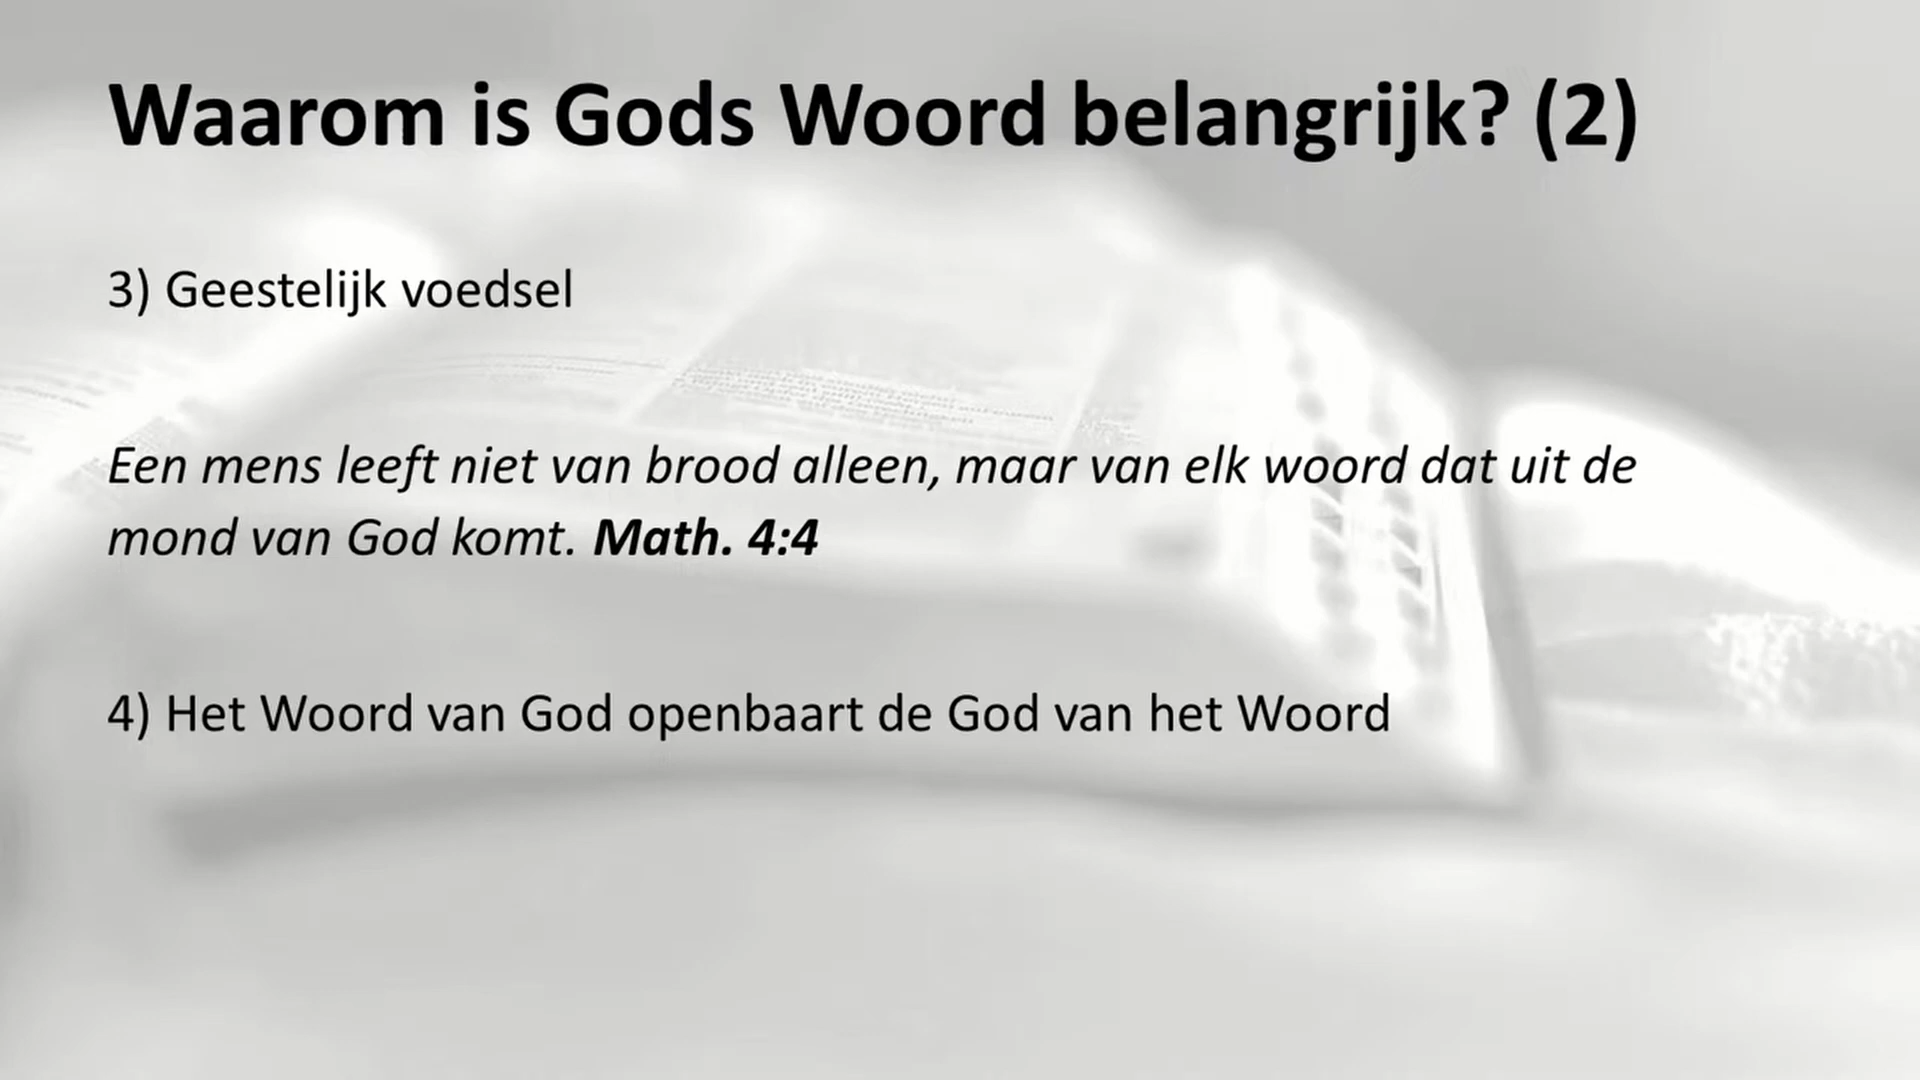 Waarom is Gods Woord belangrijk? (2)
3) Geestelijk voedsel
Een mens leeft niet van brood alleen, maar van elk woord dat uit de
mond van God komt. Math. 4:4
4) Het Woord van God openbaart de God van het Woord